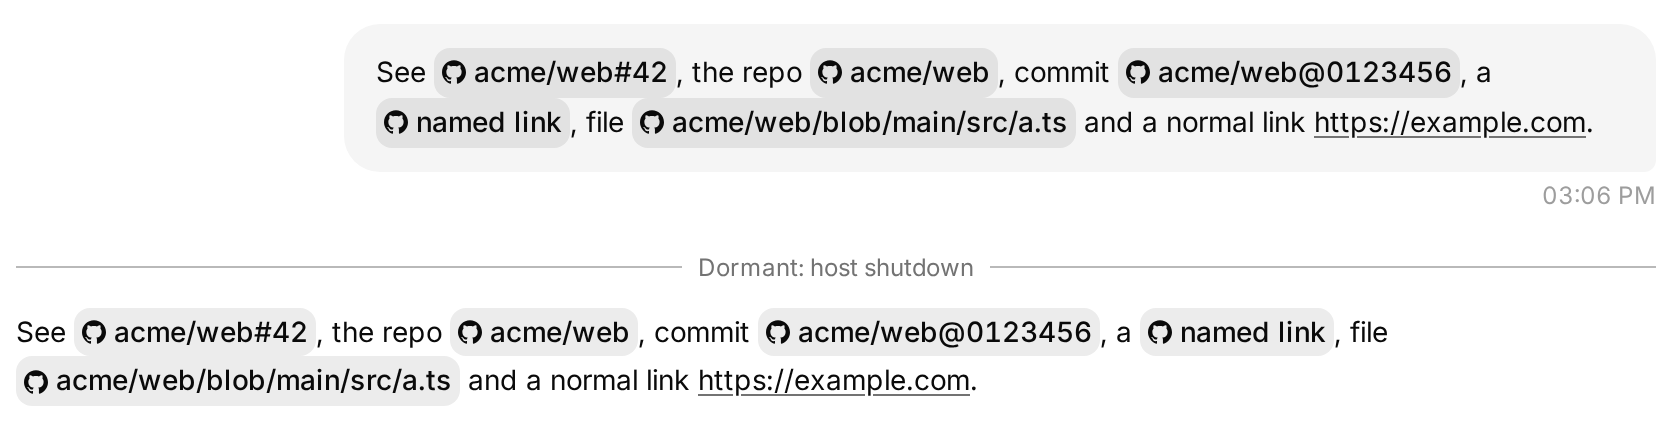 See acme/web#42, the repo acme/web, commit acme/web@0123456, a
named link, file acme/web/blob/main/src/a.ts and a normal link https://example.com.
03:06 PM
Dormant: host shutdown
See acme/web#42, the repo acme/web, commit acme/web@0123456, a named link, file
acme/web/blob/main/src/a.ts and a normal link https://example.com.